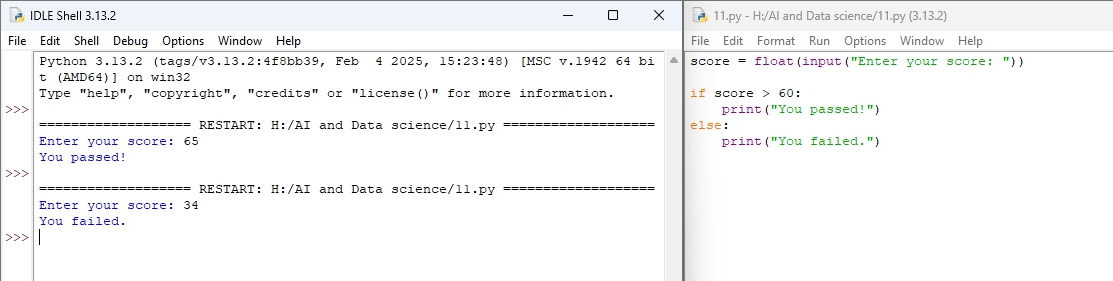 IDLE Shell 3.13.2
File Edit Shell Debug Options Window Help
Python 3.13.2 (tags/v3.13.2:4f8bb39, Feb  4 2025, 15:23:48) [MSC v.1942 64 bi
t (AMD64)] on win32
Type "help", "copyright", "credits" or "license()" for more information.
>>>
=================== RESTART: H:/AI and Data science/11.py ===================
Enter your score: 65
You passed!
>>>
=================== RESTART: H:/AI and Data science/11.py ===================
Enter your score: 34
You failed.
>>>
11.py - H:/AI and Data science/11.py (3.13.2)
File Edit Format Run Options Window Help
score = float(input("Enter your score: "))
if score > 60:
    print("You passed!")
else:
    print("You failed.")